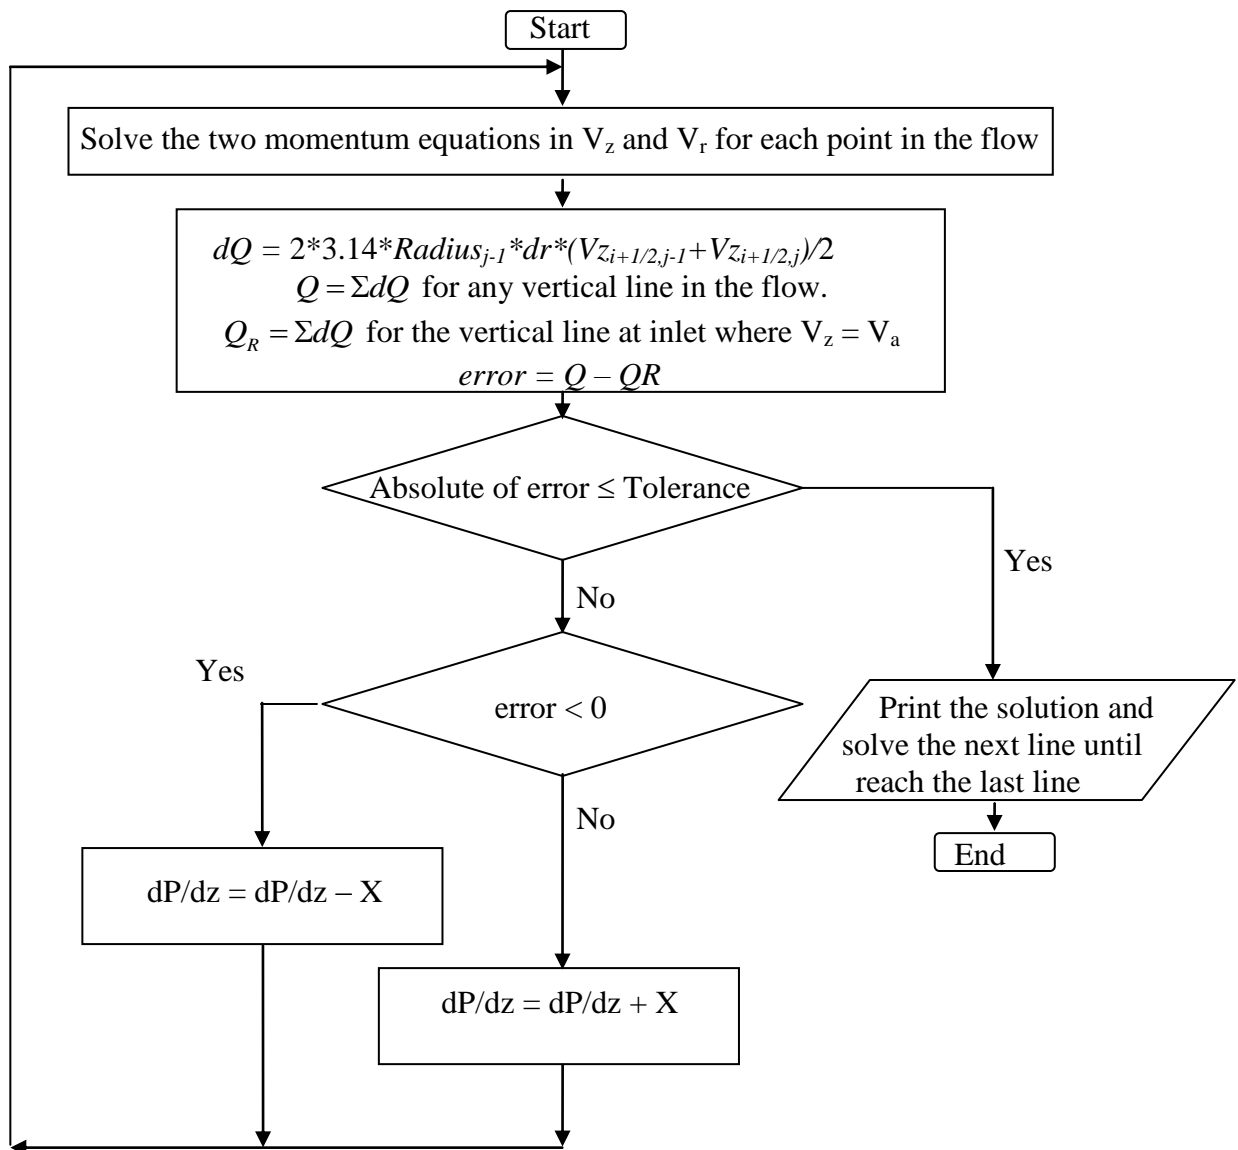 Start
Solve the two momentum equations in Vz and Vr for each point in the flow
dQ = 2*3.14*Radiusj-1*dr*(Vzi+1/2,j-1+Vzi+1/2,j)/2
Q = ΣdQ for any vertical line in the flow.
QR = ΣdQ for the vertical line at inlet where Vz = Va
error = Q – QR
Absolute of error ≤ Tolerance
Yes
No
Yes
error < 0
Print the solution and
solve the next line until
reach the last line
No
End
dP/dz = dP/dz – X
dP/dz = dP/dz + X